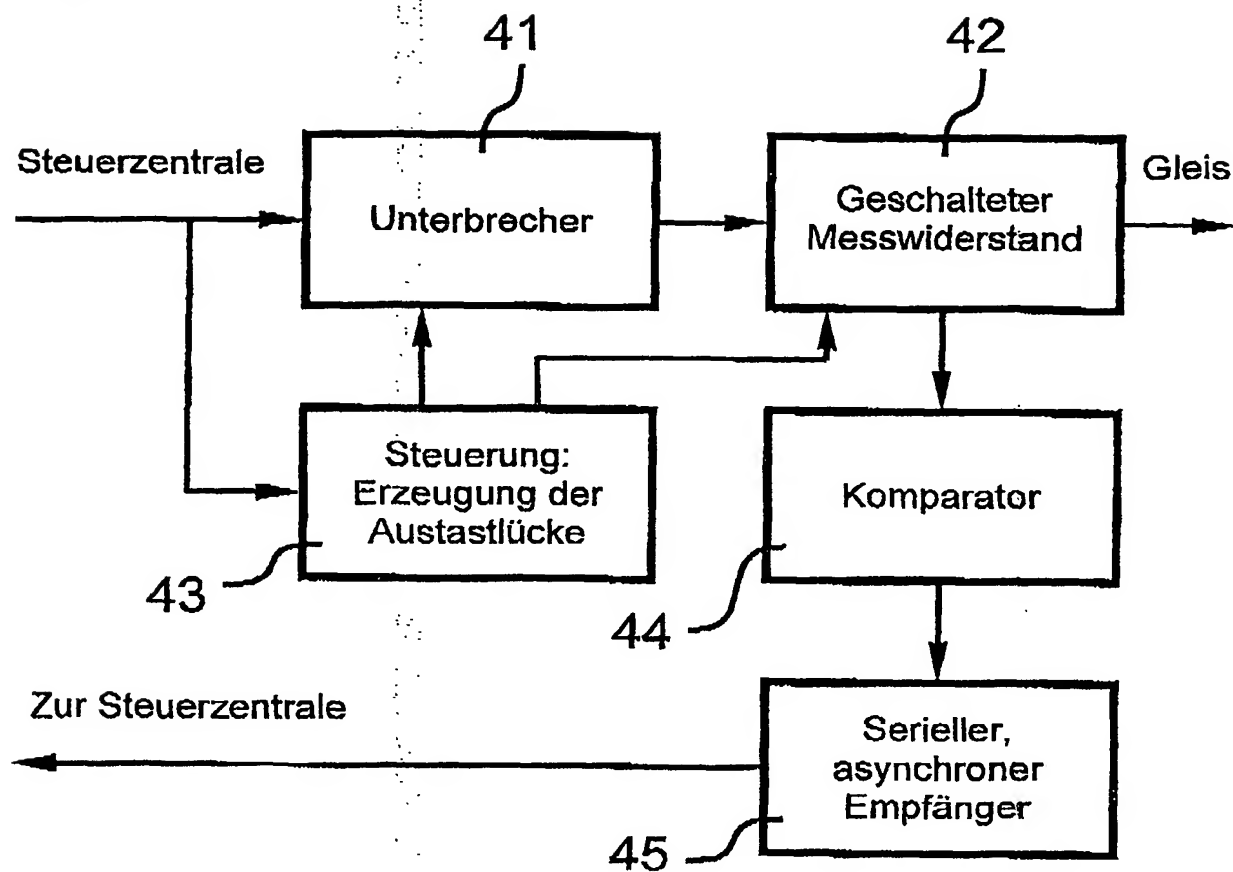 41
42
Steuerzentrale
Gleis
Unterbrecher
Geschalteter
Messwiderstand
Steuerung:
Erzeugung der
Austastlücke
Komparator
43
44
Zur Steuerzentrale
Serieller,
asynchroner
Empfänger
45